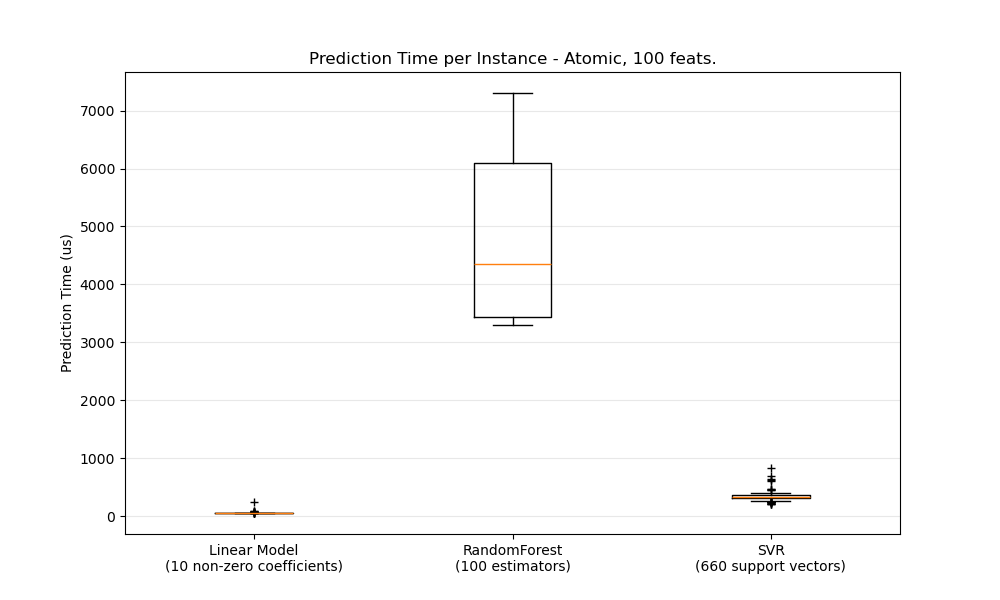 Prediction Time per Instance - Atomic, 100 feats.
Prediction Time (us)
7000
6000
5000
4000
3000
2000
1000
0
Linear Model
(10 non-zero coefficients)
RandomForest
(100 estimators)
SVR
(660 support vectors)